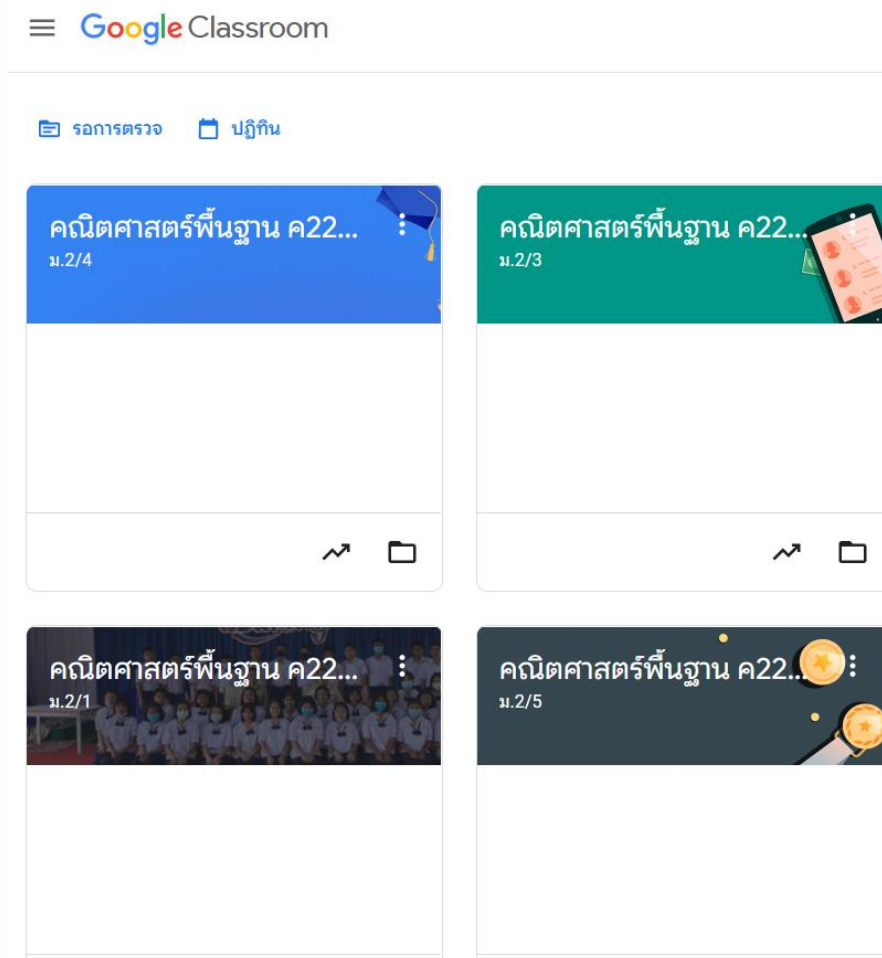 Google Classroom
รอการตรวจ ปฏิทิน
คณิตศาสตร์พื้นฐาน ค22...
ม.2/4
คณิตศาสตร์พื้นฐาน ค22...
ม.2/3
คณิตศาสตร์พื้นฐาน ค22...
ม.2/1
คณิตศาสตร์พื้นฐาน ค22...
ม.2/5